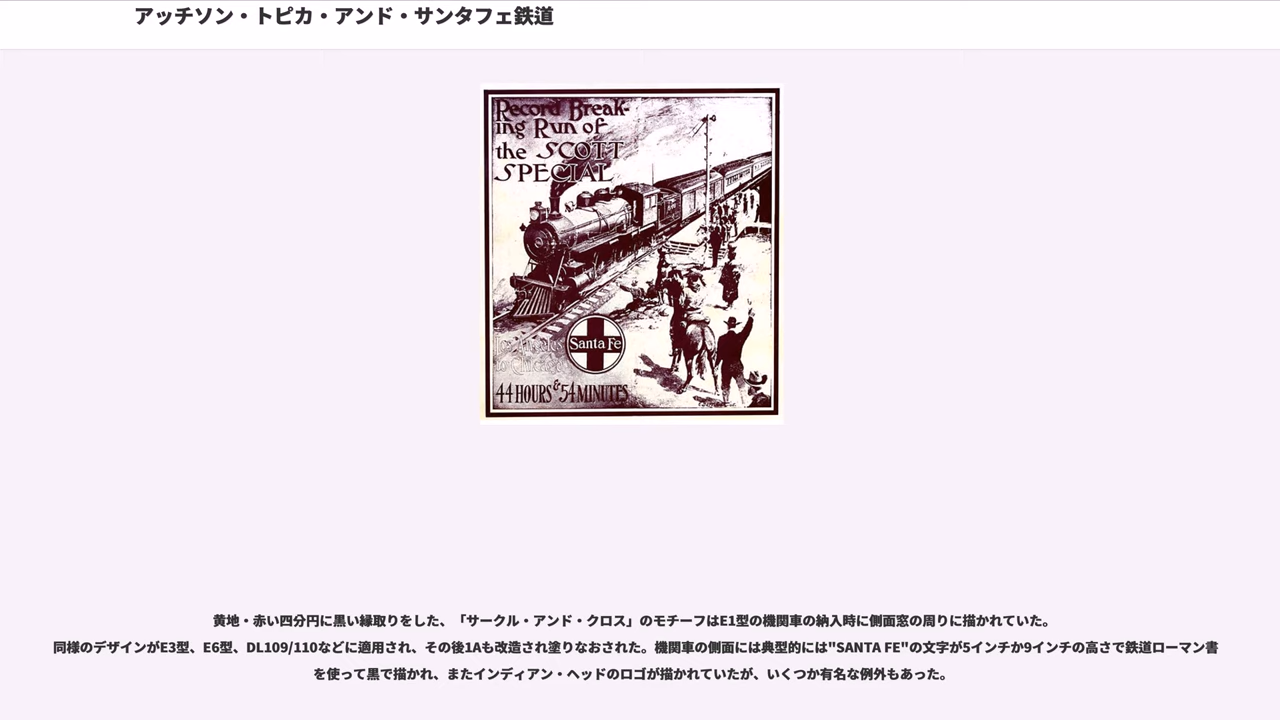 アッチソン・トピカ・アンド・サンタフェ鉄道
Record Break-
ing Run of
the SCOTT
SPECIAL
Los Angeles
to Chicago
Santa Fe
44 HOURS & 54 MINUTES
黄地・赤い四分円に黒い縁取りをした、「サークル・アンド・クロス」のモチーフはE1型の機関車の納入時に側面窓の周りに描かれていた。
同様のデザインがE3型、E6型、DL109/110などに適用され、その後1Aも改造され塗りなおされた。機関車の側面には典型的には"SANTA FE"の文字が5インチか9インチの高さで鉄道ローマン書
を使って黒で描かれ、またインディアン・ヘッドのロゴが描かれていたが、いくつか有名な例外もあった。